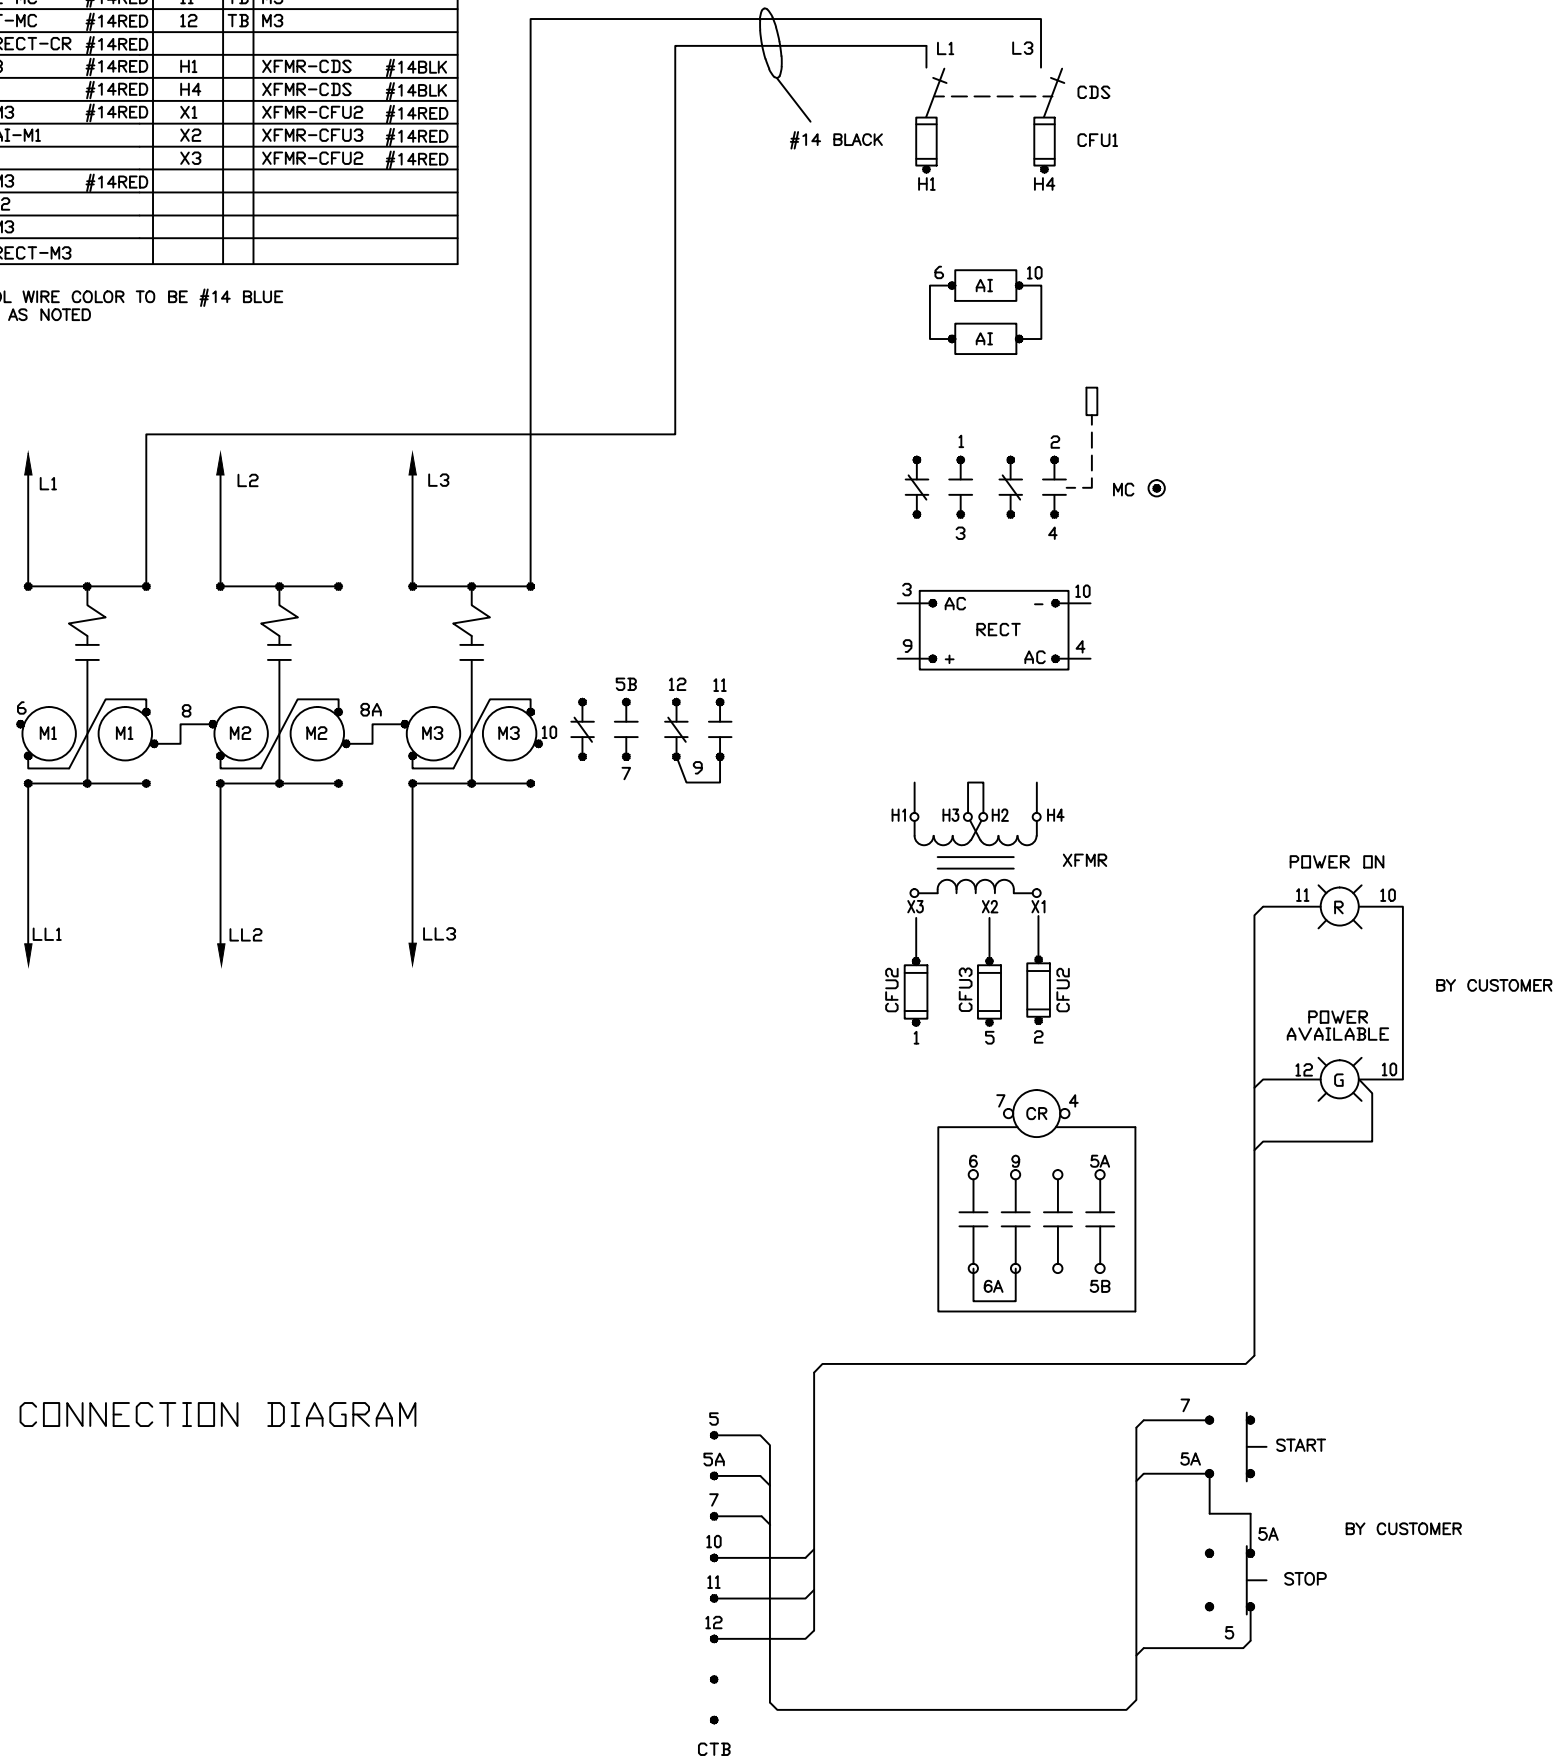 #14RED 11 TB M3
T-MC #14RED 12 TB M3
RECT-CR #14RED
#14RED H1 XFMR-CDS #14BLK
#14RED H4 XFMR-CDS #14BLK
M3 #14RED X1 XFMR-CFU2 #14RED
AI-M1 X2 XFMR-CFU3 #14RED
X3 XFMR-CFU2 #14RED
M3 #14RED
2
M3
RECT-M3
OL WIRE COLOR TO BE #14 BLUE
AS NOTED
L1 L3
CDS
CFU1
#14 BLACK
H1 H4
6 10
AI
AI
1 2
MC
3 4
L1 L2 L3
3 AC - 10
RECT
9 + AC 4
5B 12 11
6 M1 M1 8 M2 M2 8A M3 M3 10
7 9
H1 H3 H2 H4
XFMR
X3 X2 X1
CFU2 CFU3 CFU2
1 5 2
LL1 LL2 LL3
POWER ON
11 R 10
BY CUSTOMER
POWER
AVAILABLE
12 G 10
7 CR 4
6 9 5A
6A 5B
CONNECTION DIAGRAM
5
5A
7
10
11
12
CTB
7
START
5A
5A
BY CUSTOMER
STOP
5